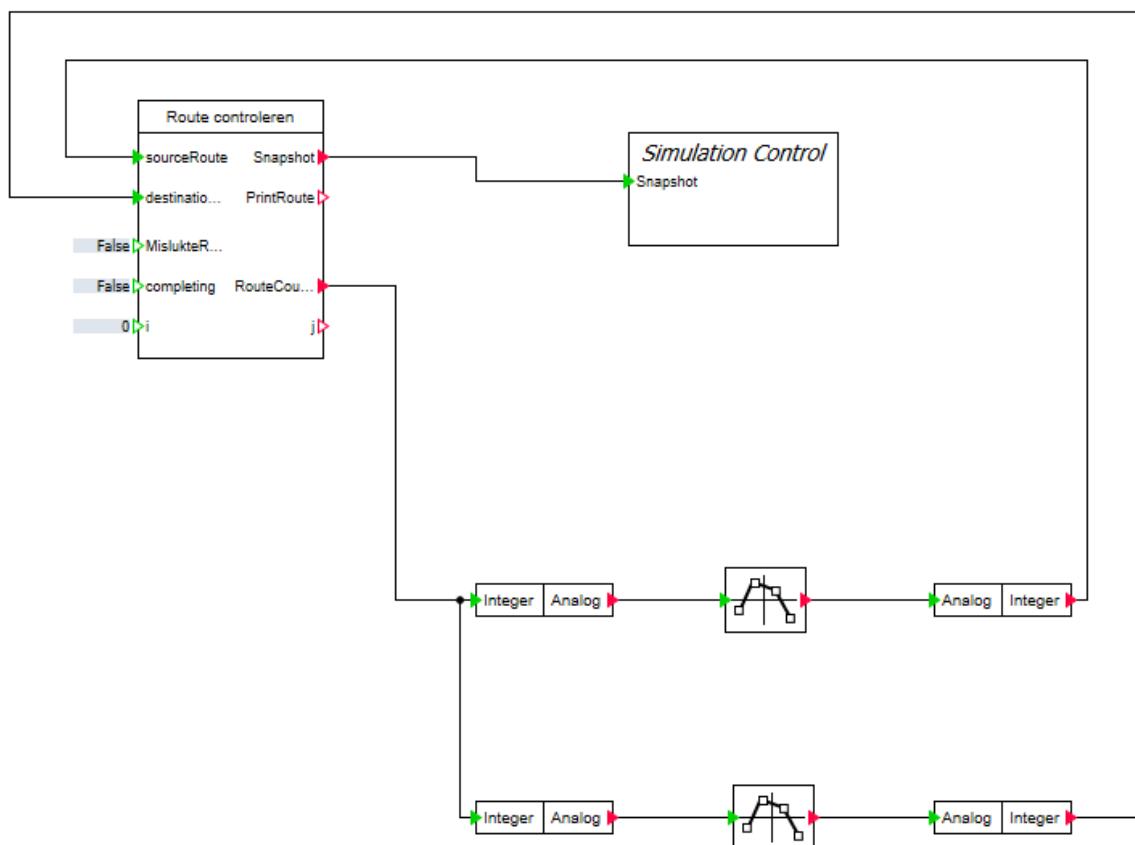 Route controleren
sourceRoute Snapshot
destinatio... PrintRoute
False MislukteR...
False completing RouteCou...
0 i j
Simulation Control
Snapshot
Integer Analog Analog Integer
Integer Analog Analog Integer